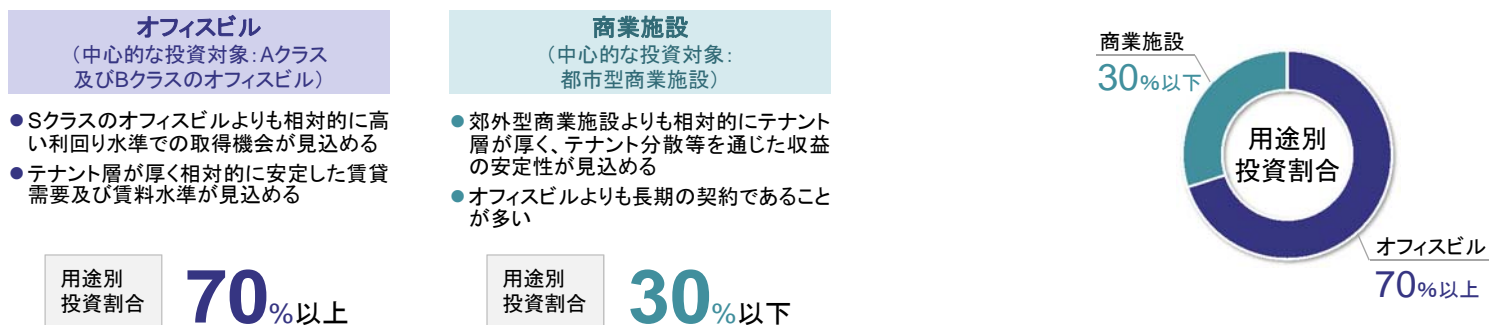 オフィスビル
（中心的な投資対象：Aクラス
及びBクラスのオフィスビル）
●Sクラスのオフィスビルよりも相対的に高
い利回り水準での取得機会が見込める
●テナント層が厚く相対的に安定した賃貸
需要及び賃料水準が見込める
用途別
投資割合
70%以上
商業施設
（中心的な投資対象：
都市型商業施設）
●郊外型商業施設よりも相対的にテナント
層が厚く、テナント分散等を通じた収益
の安定性が見込める
●オフィスビルよりも長期の契約であること
が多い
用途別
投資割合
30%以下
商業施設
30%以下
用途別
投資割合
オフィスビル
70%以上